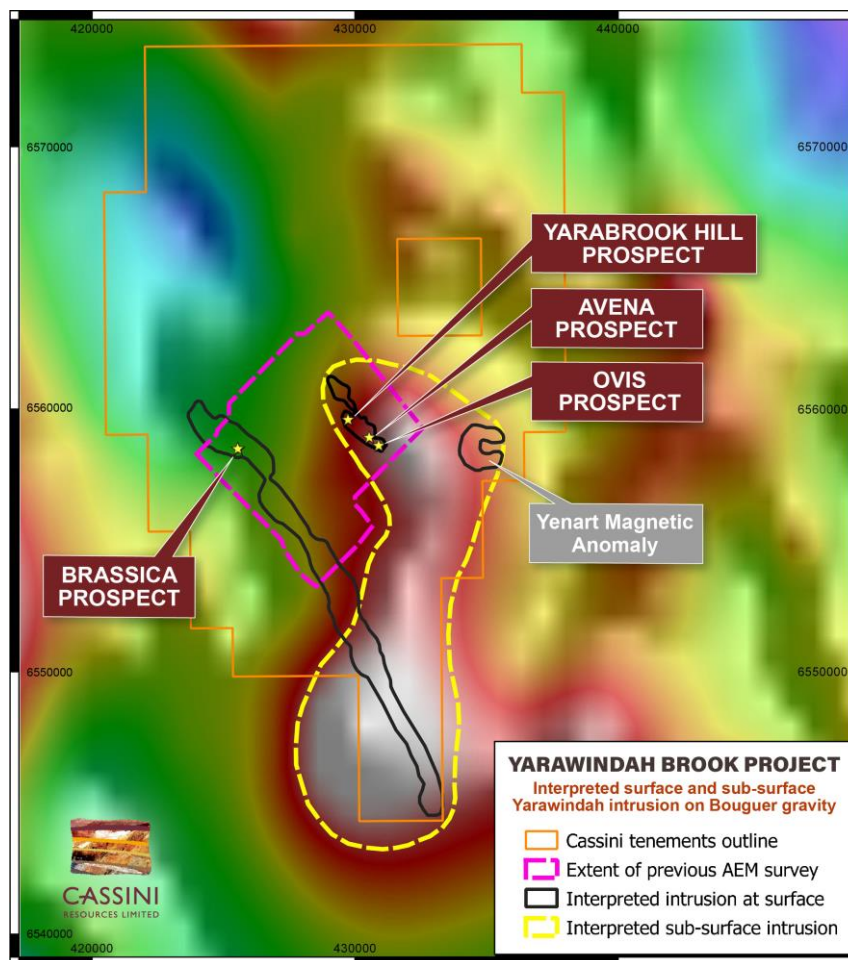 420000
430000
440000
6570000
6570000
YARABROOK HILL
PROSPECT
AVENA
PROSPECT
OVIS
PROSPECT
6560000
6560000
Yenart Magnetic
Anomaly
BRASSICA
PROSPECT
6550000
6550000
YARAWINDAH BROOK PROJECT
Interpreted surface and sub-surface
Yarawindah intrusion on Bouguer gravity
Cassini tenements outline
Extent of previous AEM survey
Interpreted intrusion at surface
Interpreted sub-surface intrusion
CASSINI
RESOURCES LIMITED
6540000
420000
430000